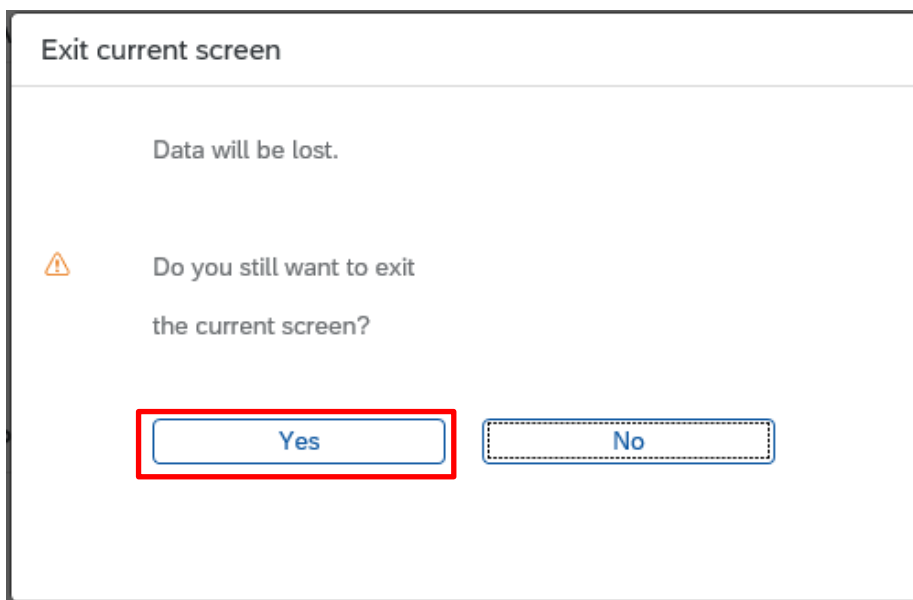 Exit current screen
Data will be lost.
Do you still want to exit
the current screen?
Yes No